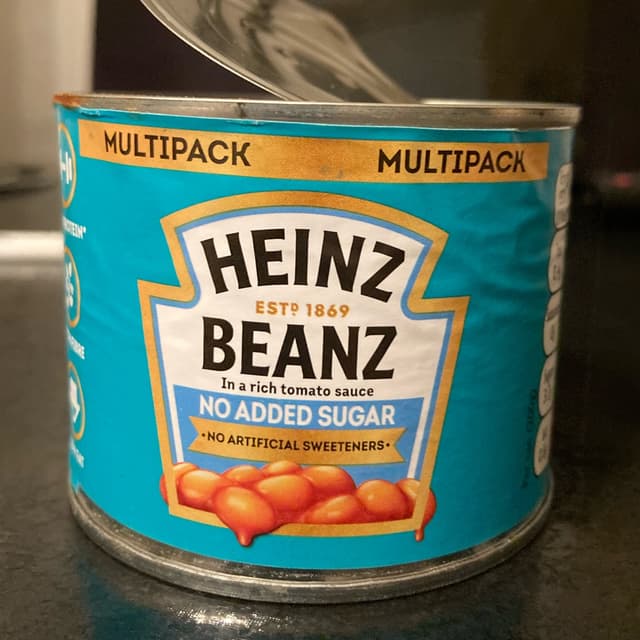 MULTIPACK MULTIPACK
HEINZ
ESTD 1869
BEANZ
In a rich tomato sauce
NO ADDED SUGAR
•NO ARTIFICIAL SWEETENERS•